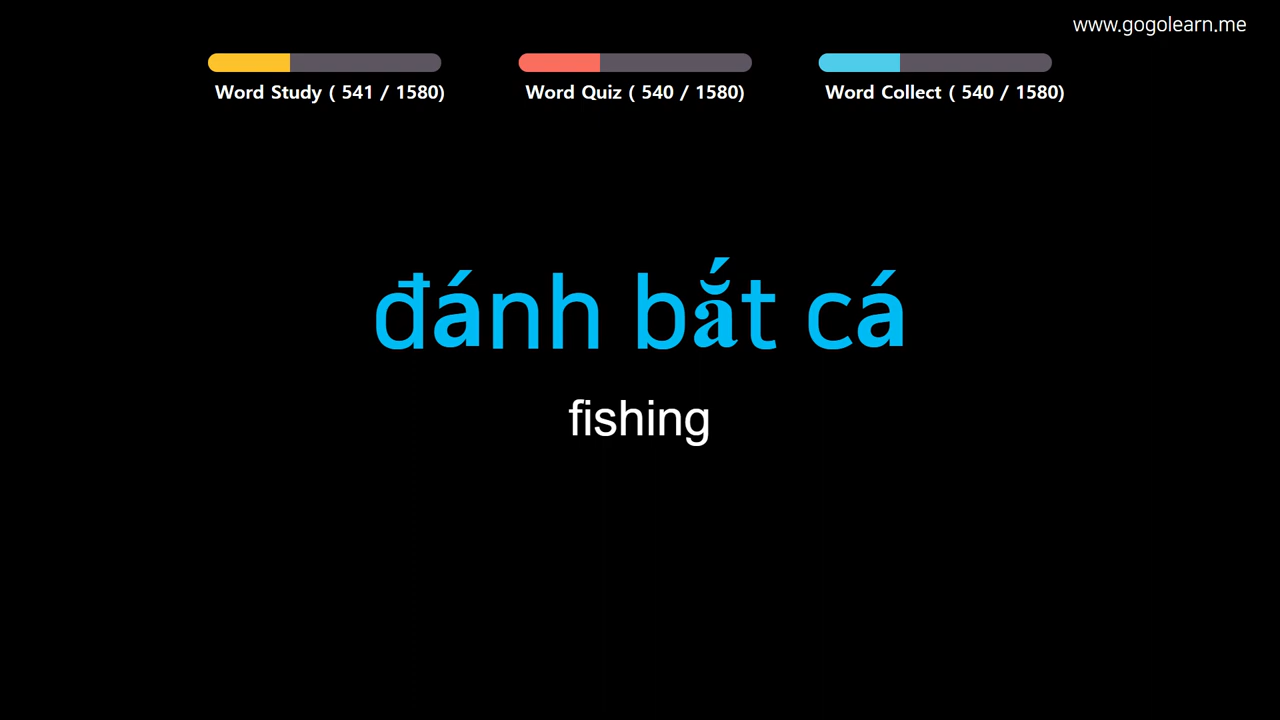 www.gogolearn.me
Word Study ( 541 / 1580)
Word Quiz ( 540 / 1580)
Word Collect ( 540 / 1580)
đánh bắt cá
fishing